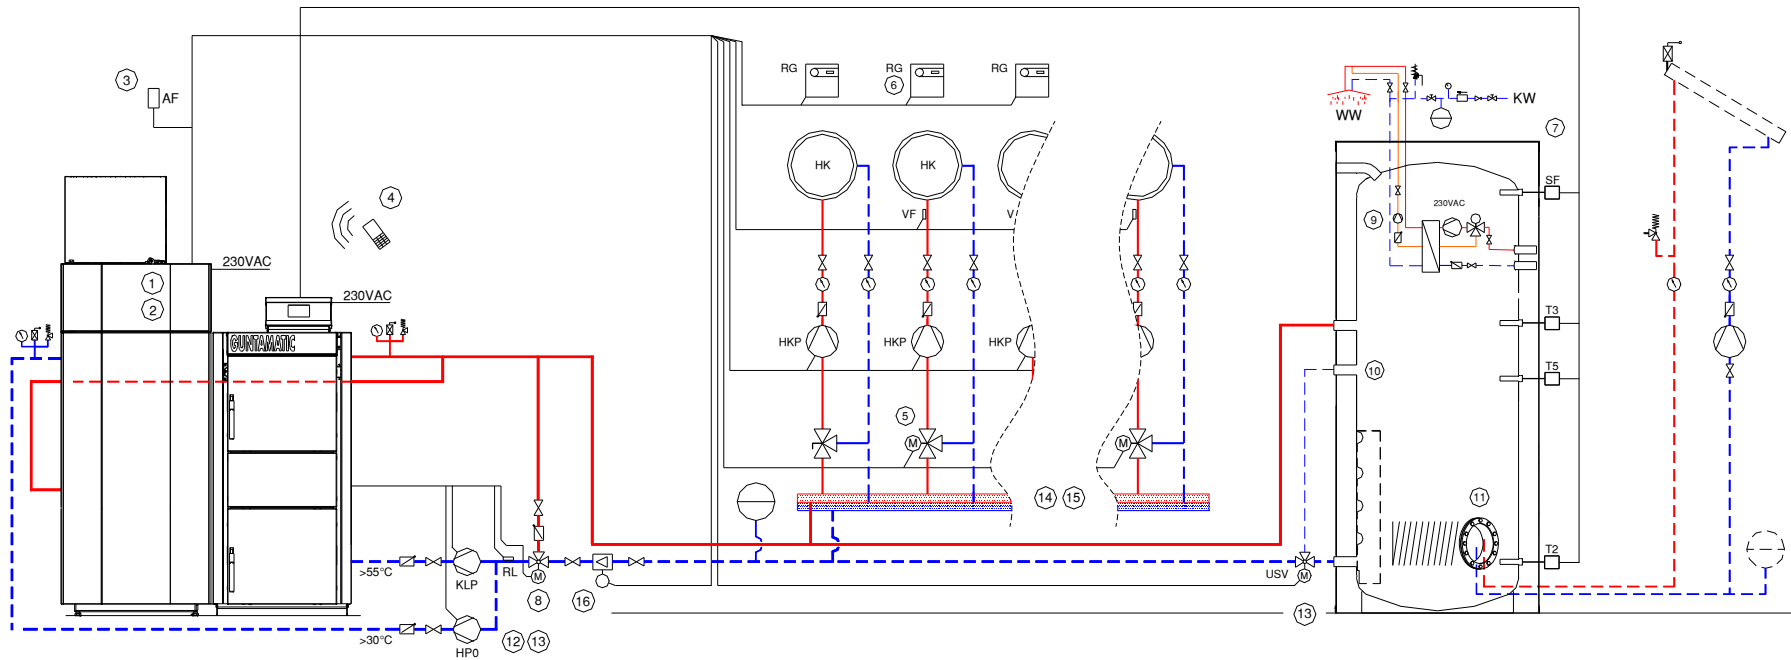 RG
RG
RG
6
3
AF
KW
WW
7
HK
HK
SF
4
VF
V
9
230VAC
230VAC
1
2
230VAC
T3
GUNTAMATIC
HKP
HKP
HKP
10
T5
5
M
M
14
15
11
>55°C
KLP
RL
M
8
16
USV
M
T2
13
>30°C
HP0
12
13